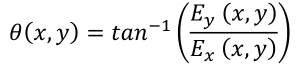 θ(x, y) = tan⁻¹ (E_y (x, y) / E_x (x, y))